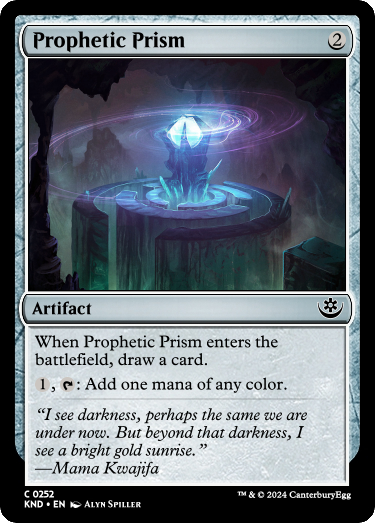 Prophetic Prism 2
Artifact
When Prophetic Prism enters the
battlefield, draw a card.
1, : Add one mana of any color.
“I see darkness, perhaps the same we are
under now. But beyond that darkness, I
see a bright gold sunrise.”
—Mama Kwajifa
C 0252
KND • EN Alyn Spiller
™ & © 2024 CanterburyEgg